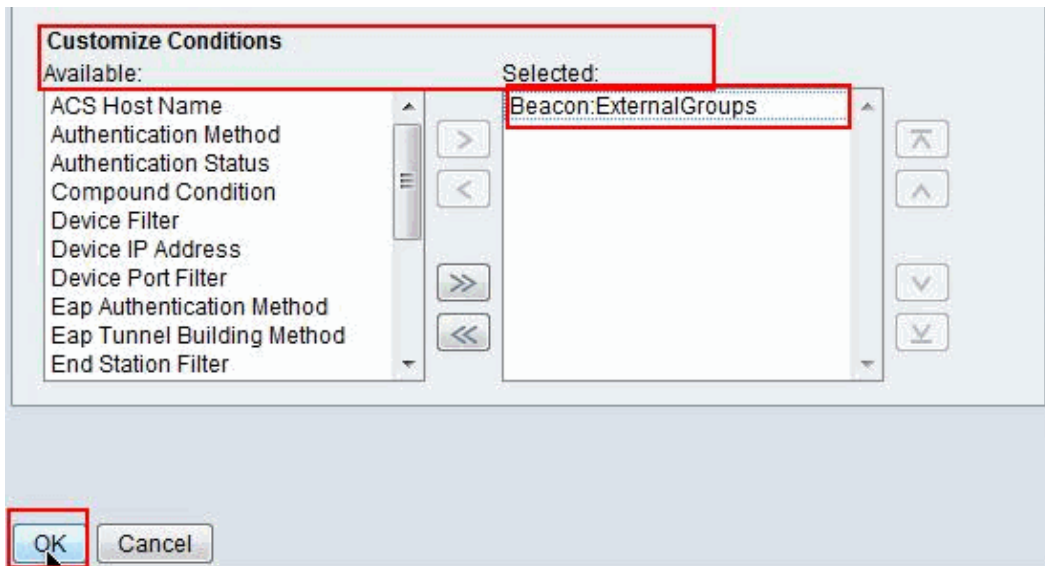 Customize Conditions
Available:
Selected:
ACS Host Name
Authentication Method
Authentication Status
Compound Condition
Device Filter
Device IP Address
Device Port Filter
Eap Authentication Method
Eap Tunnel Building Method
End Station Filter
Beacon:ExternalGroups
OK
Cancel